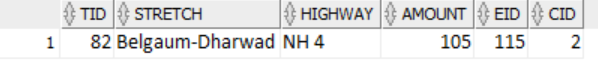 TID STRETCH HIGHWAY AMOUNT EID CID
1 82 Belgaum-Dharwad NH 4 105 115 2